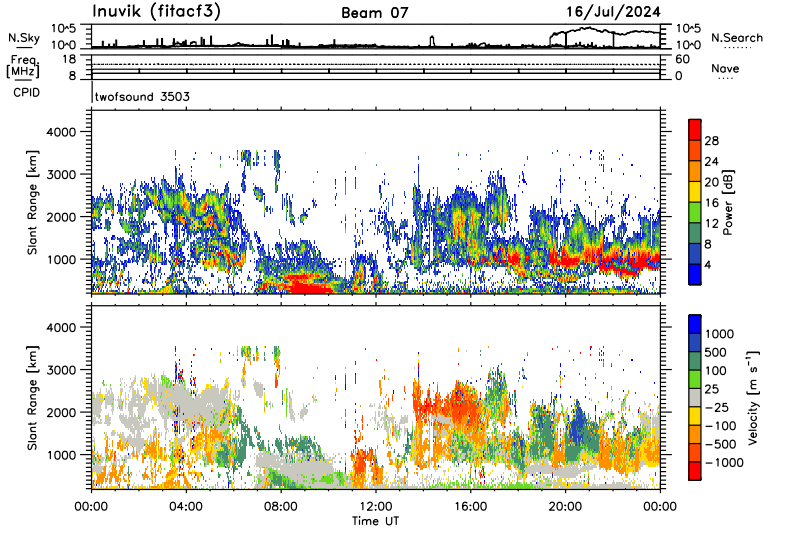 Inuvik (fitacf3) Beam 07 16/Jul/2024
N.Sky 10^5 10^5 N.Search
10^0 10^0
Freq. 18 60 Nave
[MHz] 8 0
CPID twofsound 3503
Slant Range [km]
4000
3000
2000
1000
Power [dB]
28
24
20
16
12
8
4
Slant Range [km]
4000
3000
2000
1000
Velocity [m s⁻¹]
1000
500
100
25
−25
−100
−500
−1000
00:00 04:00 08:00 12:00 16:00 20:00 00:00
Time UT